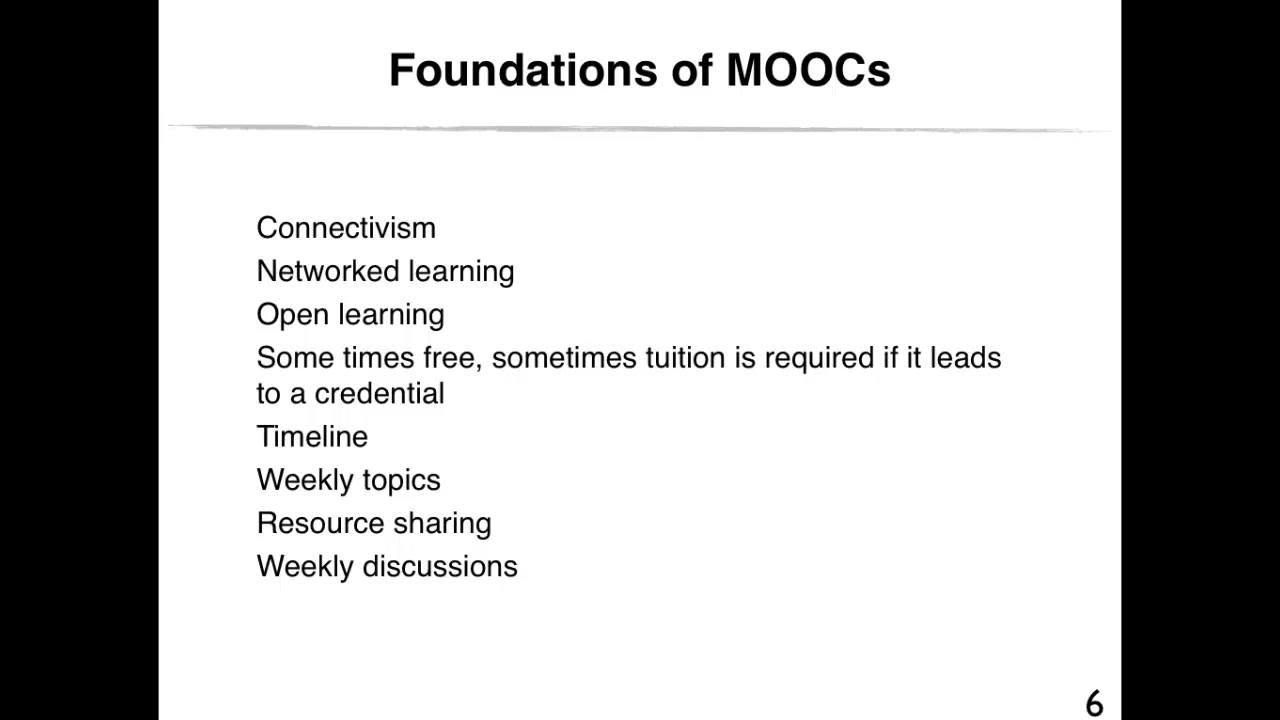 Foundations of MOOCs
Connectivism
Networked learning
Open learning
Some times free, sometimes tuition is required if it leads
to a credential
Timeline
Weekly topics
Resource sharing
Weekly discussions
6